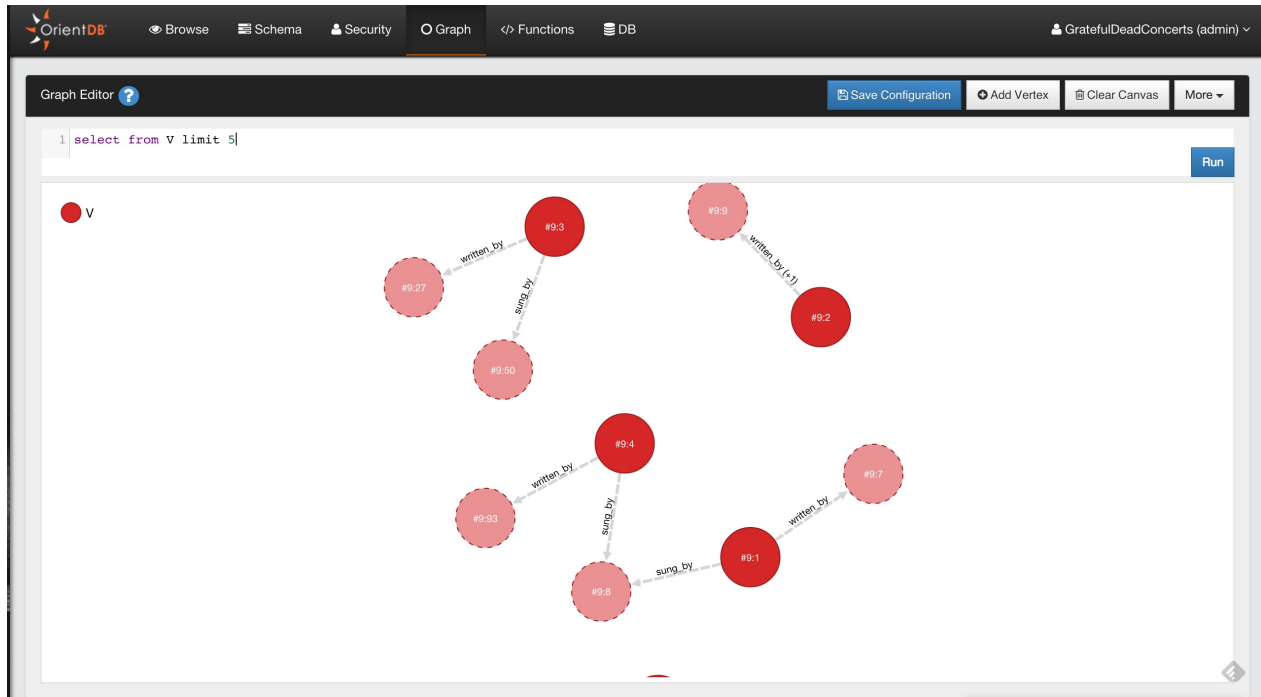 OrientDB Browse Schema Security Graph </> Functions DB GratefulDeadConcerts (admin)
Graph Editor ? Save Configuration Add Vertex Clear Canvas More
1 select from V limit 5
Run
V
#9:9
#9:3
written_by
written_by (+1)
#9:27
sung_by
#9:2
#9:50
#9:4
written_by
#9:7
sung_by
written_by
#9:93
#9:1
sung_by
#9:8